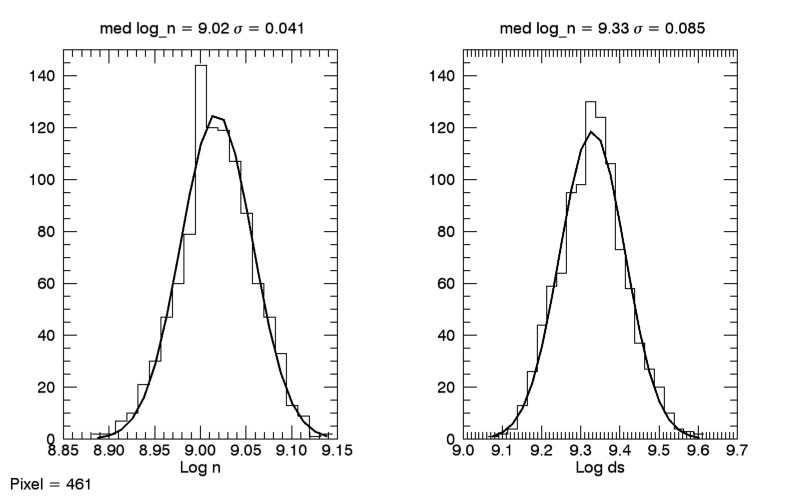 med log_n = 9.02 σ = 0.041
med log_n = 9.33 σ = 0.085
140
120
100
80
60
40
20
0
8.85 8.90 8.95 9.00 9.05 9.10 9.15
Log n
140
120
100
80
60
40
20
0
9.0 9.1 9.2 9.3 9.4 9.5 9.6 9.7
Log ds
Pixel = 461